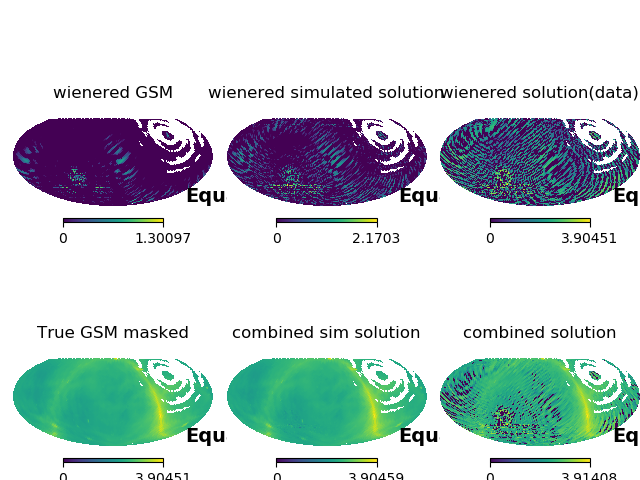 wienered GSM
wienered simulated solution
wienered solution(data)
Equ
Equ
Eq
0 1.30097
0 2.1703
0 3.90451
True GSM masked
combined sim solution
combined solution
Equ
Equ
Eq
0 3.90451
0 3.90459
0 3.91408